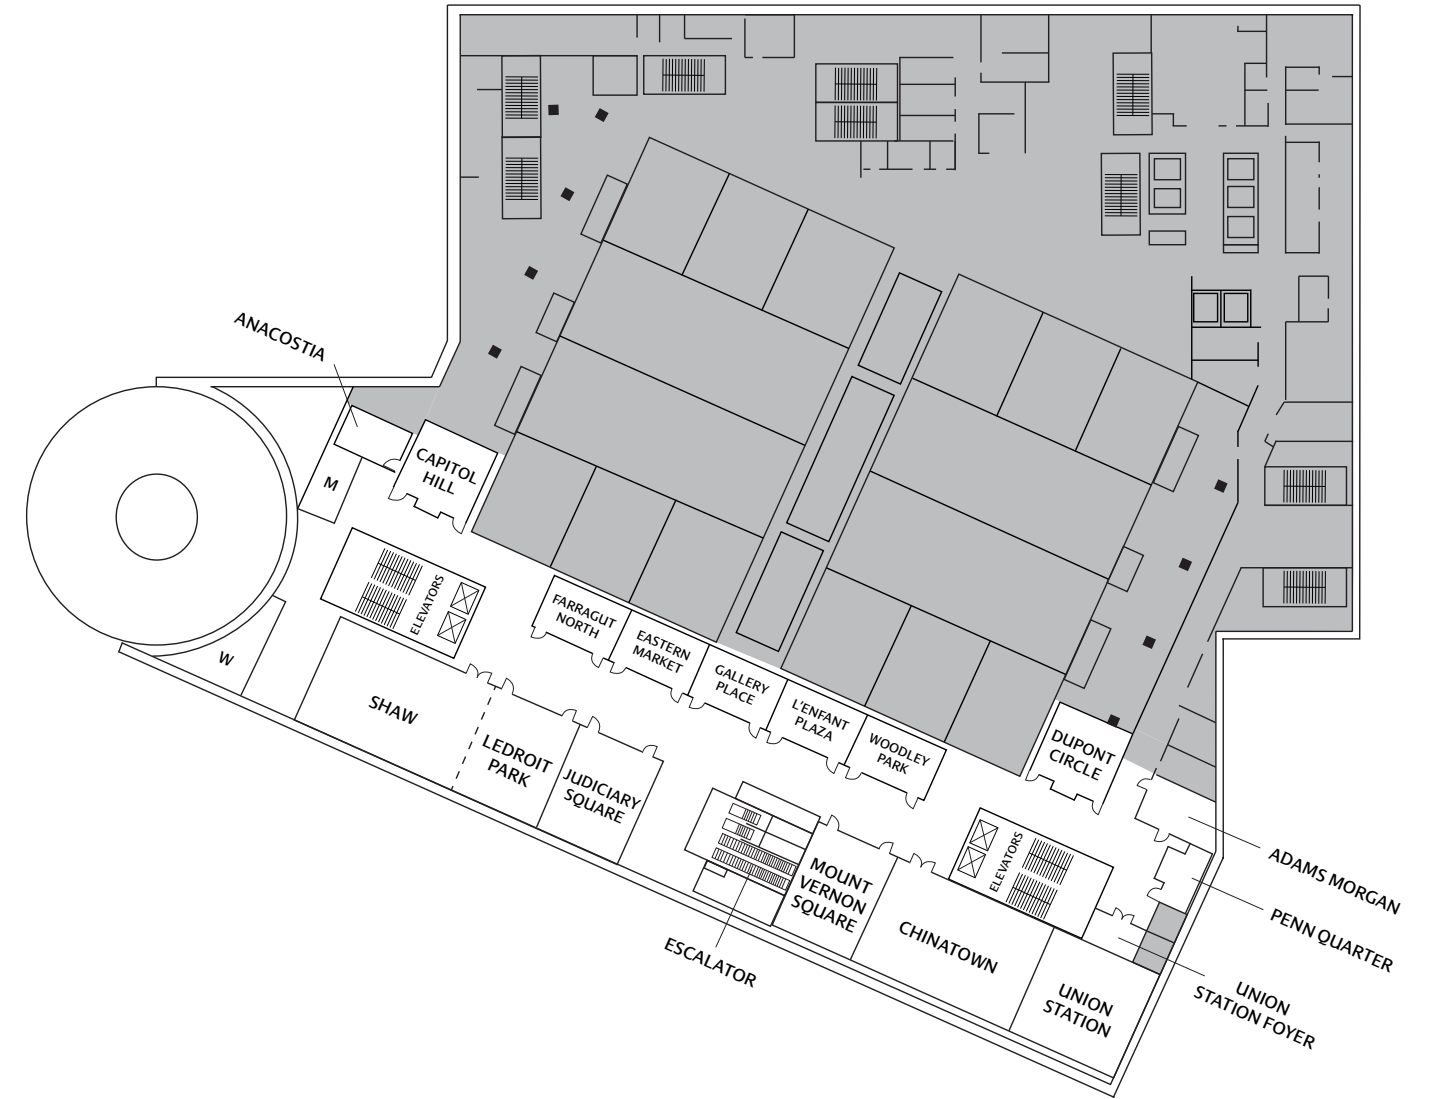 ANACOSTIA
CAPITOL
HILL
M
ELEVATORS
W
FARRAGUT
NORTH
EASTERN
MARKET
GALLERY
PLACE
L'ENFANT
PLAZA
WOODLEY
PARK
DUPONT
CIRCLE
SHAW
LEDROIT
PARK
JUDICIARY
SQUARE
ESCALATOR
MOUNT
VERNON
SQUARE
ELEVATORS
CHINATOWN
UNION
STATION
ADAMS MORGAN
PENN QUARTER
UNION
STATION FOYER